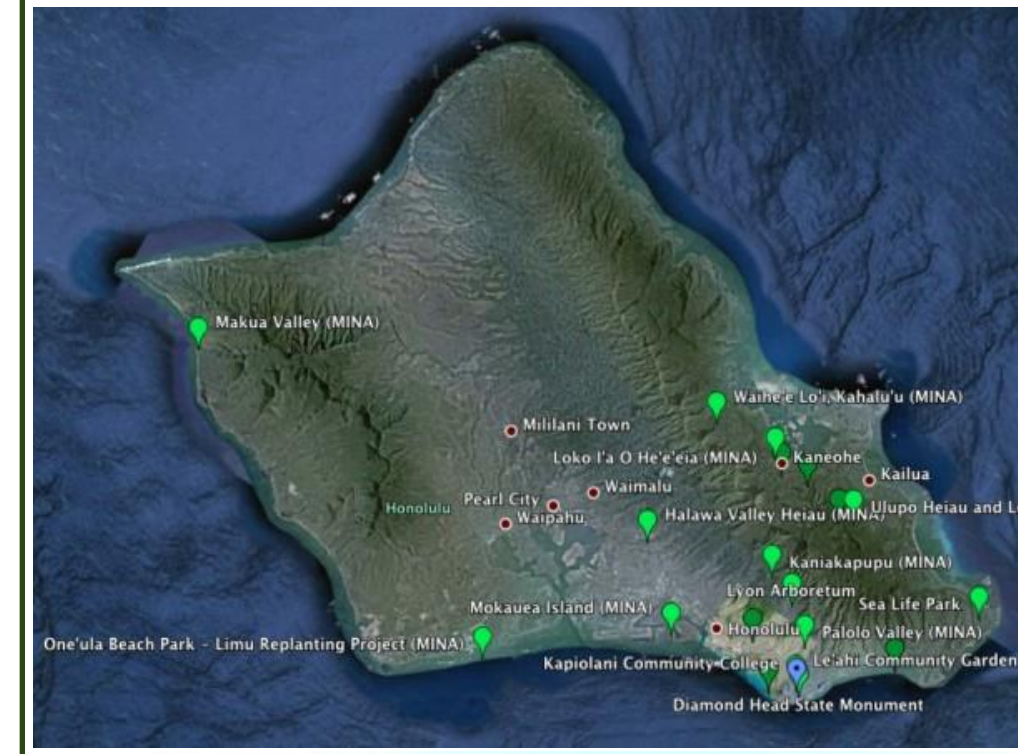 Makua Valley (MINA)
Waihe'e Lo'i, Kahalu'u (MINA)
Mililani Town
Loko I'a O He'e'eia (MINA)
Kaneohe
Kailua
Waimalu
Pearl City
Honolulu
Waipahu
Halawa Valley Heiau (MINA)
Ulupo Heiau and
Kaniakapupu (MINA)
Lyon Arboretum
Sea Life Park
Mokauea Island (MINA)
Honolulu
Palolo Valley (MINA)
One'ula Beach Park - Limu Replanting Project (MINA)
Kapiolani Community College
Le'ahi Community Garden
Diamond Head State Monument